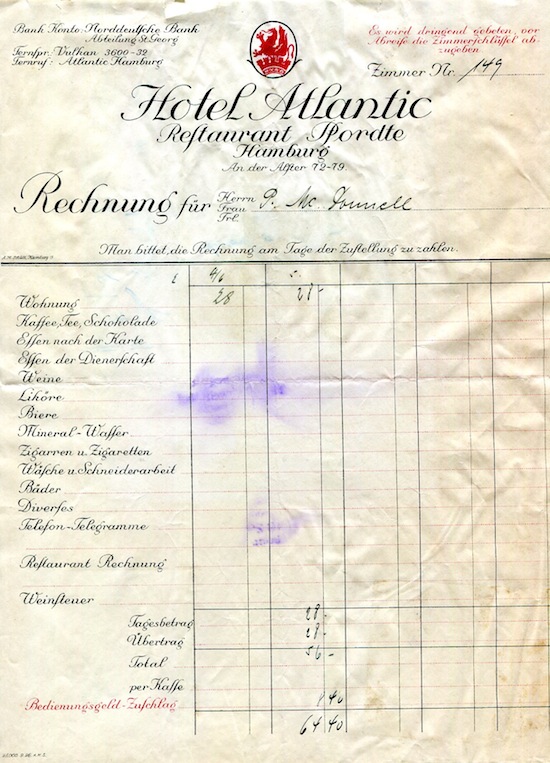 Bank Konto: Norddeutsche Bank
Abteilung St. Georg
Fernspr.: Vulkan 3600-32
Fernruf: Atlantic Hamburg
Es wird dringend gebeten, vor
Abreise die Zimmerschlüssel ab-
zugeben
Zimmer Nr. 149
Hotel Atlantic
Restaurant Pfordte
Hamburg
An der Alster 72-79.
Rechnung für Herrn Frau Frl. P. Mc. Donnell
Man bittet, die Rechnung am Tage der Zustellung zu zahlen.
4/6 5.
Wohnung 28 28-
Kaffee, Tee, Schokolade
Essen nach der Karte
Essen der Dienerschaft
Weine
Liköre
Biere
Mineral-Wasser
Zigarren u. Zigaretten
Wäsche u. Schneiderarbeit
Bäder
Diverses
Telefon-Telegramme
Restaurant Rechnung
Weinsteuer
Tagesbetrag 28-
Übertrag 28-
Total 56-
per Kasse
Bedienungsgeld-Zuschlag 8 40
64 40